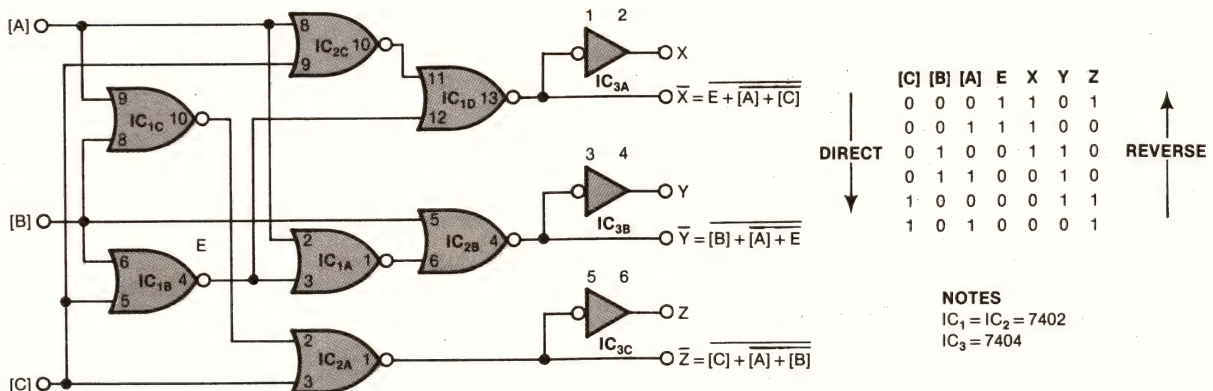 [A]
8
IC2C 10
9
1 2
X
IC3A
11
IC1D 13
12
X̅ = E + [A] + [C]
9
IC1C 10
8
3 4
Y
IC3B
[B]
5
IC2B 4
6
Y̅ = [B] + [A] + E
E
6
IC1B 4
5
2
IC1A 1
3
5 6
Z
IC3C
2
IC2A 1
3
Z̅ = [C] + [A] + [B]
[C]
DIRECT
[C] [B] [A] E X Y Z
0 0 0 1 1 0 1
0 0 1 1 1 0 0
0 1 0 0 1 1 0
0 1 1 0 0 1 0
1 0 0 0 0 1 1
1 0 1 0 0 0 1
REVERSE
NOTES
IC1 = IC2 = 7402
IC3 = 7404